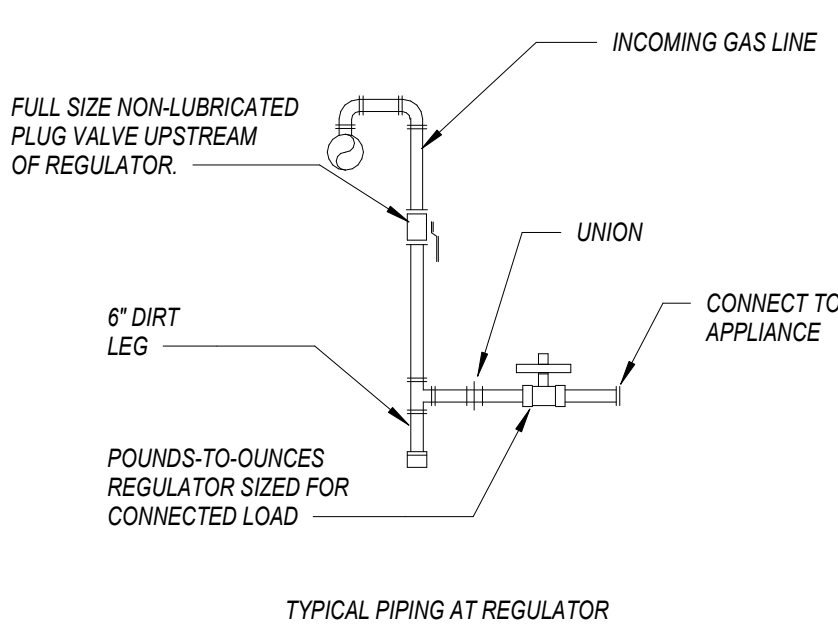 INCOMING GAS LINE
FULL SIZE NON-LUBRICATED
PLUG VALVE UPSTREAM
OF REGULATOR.
UNION
CONNECT TO
APPLIANCE
6" DIRT
LEG
POUNDS-TO-OUNCES
REGULATOR SIZED FOR
CONNECTED LOAD
TYPICAL PIPING AT REGULATOR